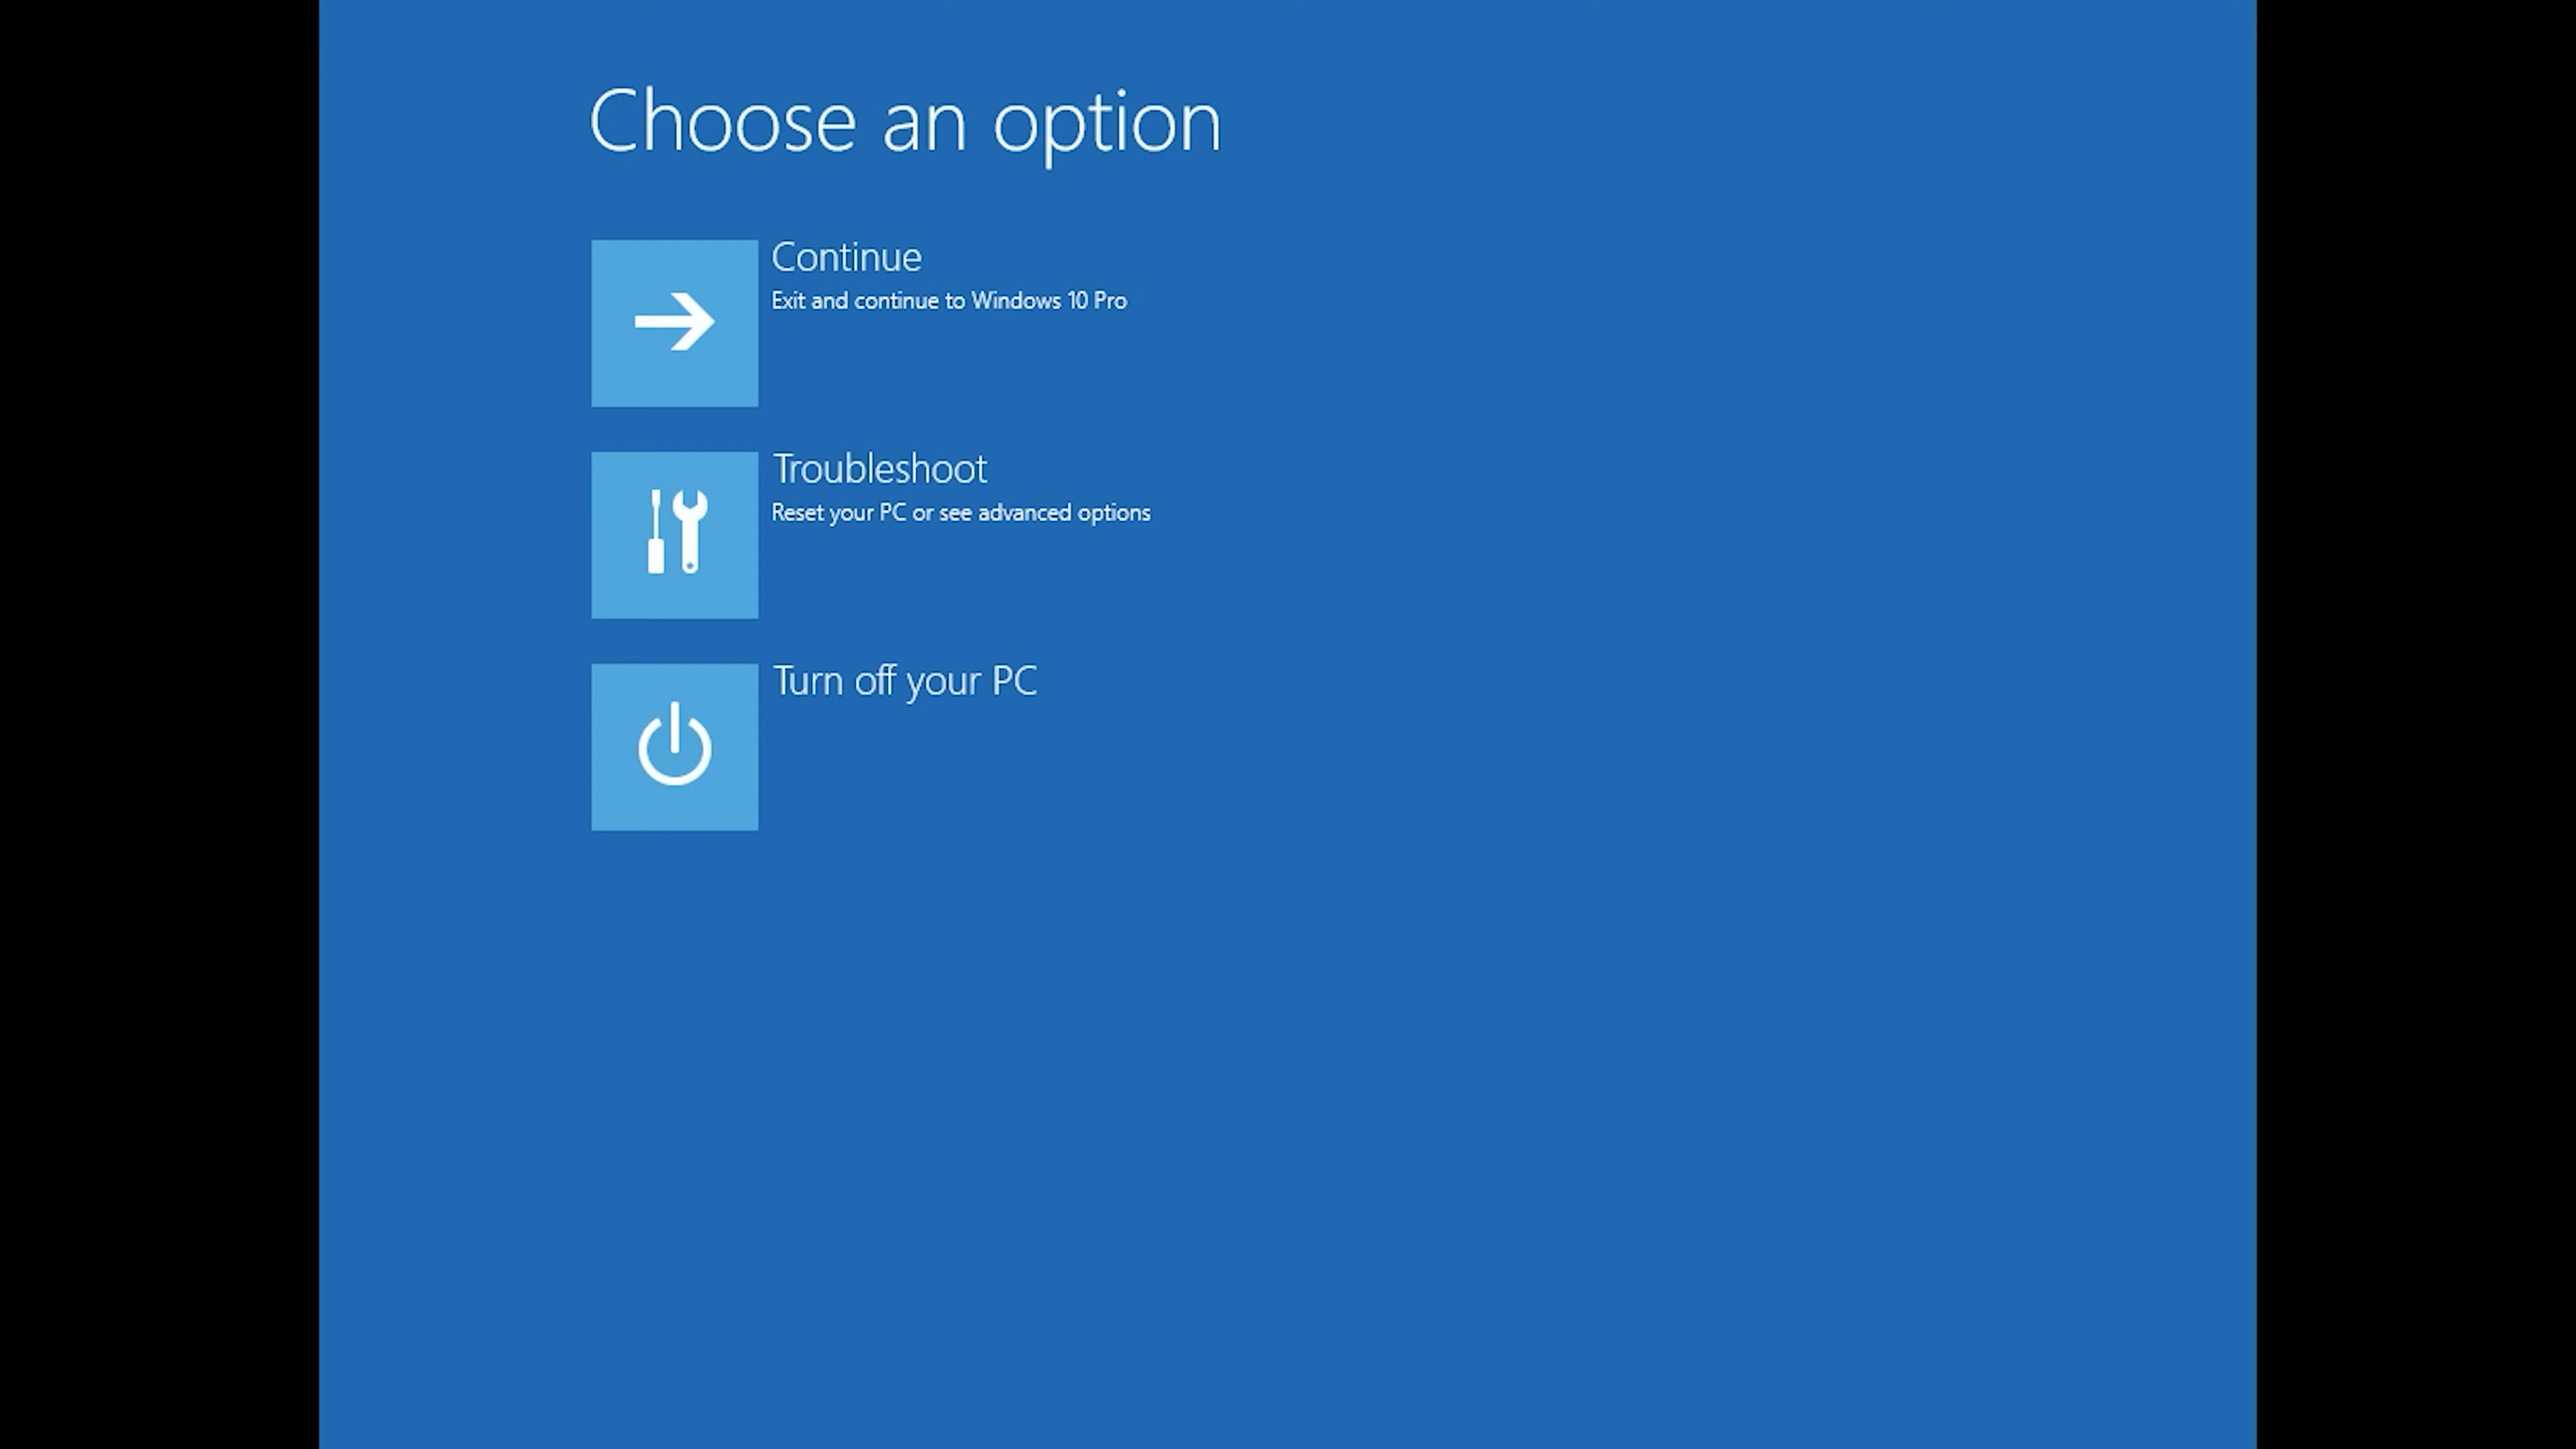 Choose an option
Continue
Exit and continue to Windows 10 Pro
Troubleshoot
Reset your PC or see advanced options
Turn off your PC